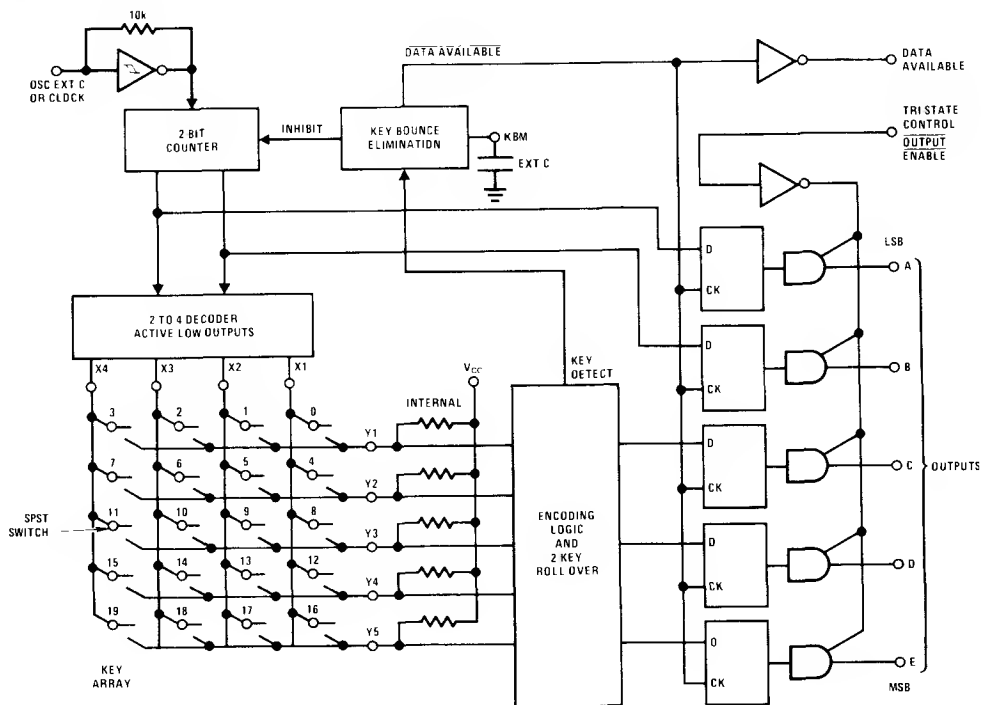 10k
OSC EXT C
OR CLOCK
2 BIT
COUNTER
INHIBIT
KEY BOUNCE
ELIMINATION
KBM
EXT C
DATA AVAILABLE
DATA
AVAILABLE
TRI STATE
CONTROL
OUTPUT
ENABLE
2 TO 4 DECODER
ACTIVE LOW OUTPUTS
X4
X3
X2
X1
KEY
DETECT
VCC
INTERNAL
3
2
1
0
Y1
7
6
5
4
Y2
SPST
SWITCH
11
10
9
8
Y3
15
14
13
12
Y4
19
18
17
16
Y5
KEY
ARRAY
ENCODING
LOGIC
AND
2 KEY
ROLL OVER
D
CK
LSB
A
D
CK
B
D
CK
C
OUTPUTS
D
CK
D
O
CK
E
MSB